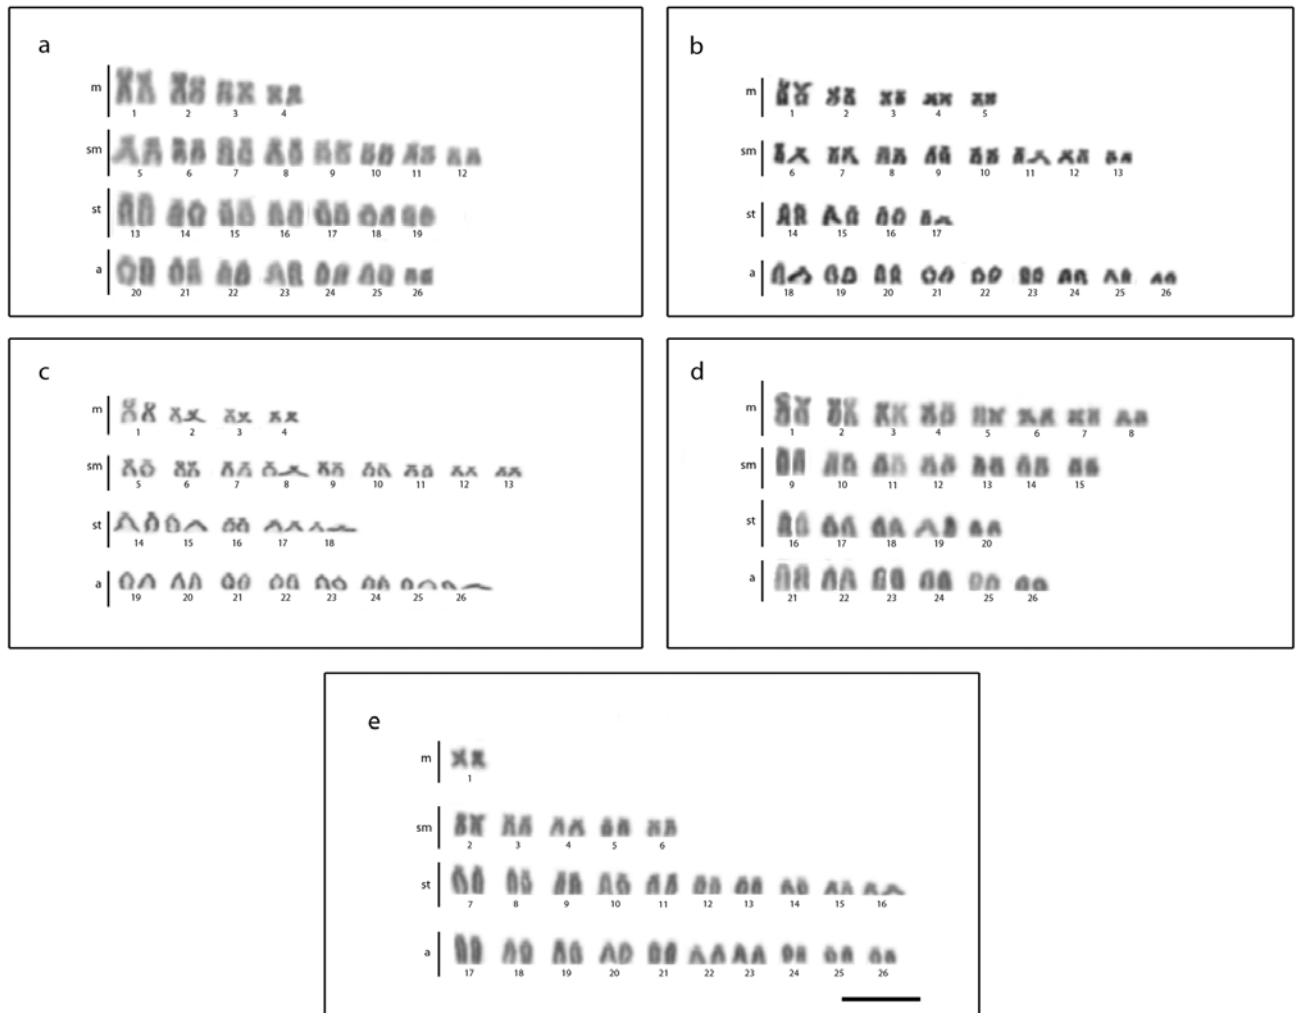 a
m
1 2 3 4
sm
5 6 7 8 9 10 11 12
st
13 14 15 16 17 18 19
a
20 21 22 23 24 25 26
b
m
1 2 3 4 5
sm
6 7 8 9 10 11 12 13
st
14 15 16 17
a
18 19 20 21 22 23 24 25 26
c
m
1 2 3 4
sm
5 6 7 8 9 10 11 12 13
st
14 15 16 17 18
a
19 20 21 22 23 24 25 26
d
m
1 2 3 4 5 6 7 8
sm
9 10 11 12 13 14 15
st
16 17 18 19 20
a
21 22 23 24 25 26
e
m
1
sm
2 3 4 5 6
st
7 8 9 10 11 12 13 14 15 16
a
17 18 19 20 21 22 23 24 25 26